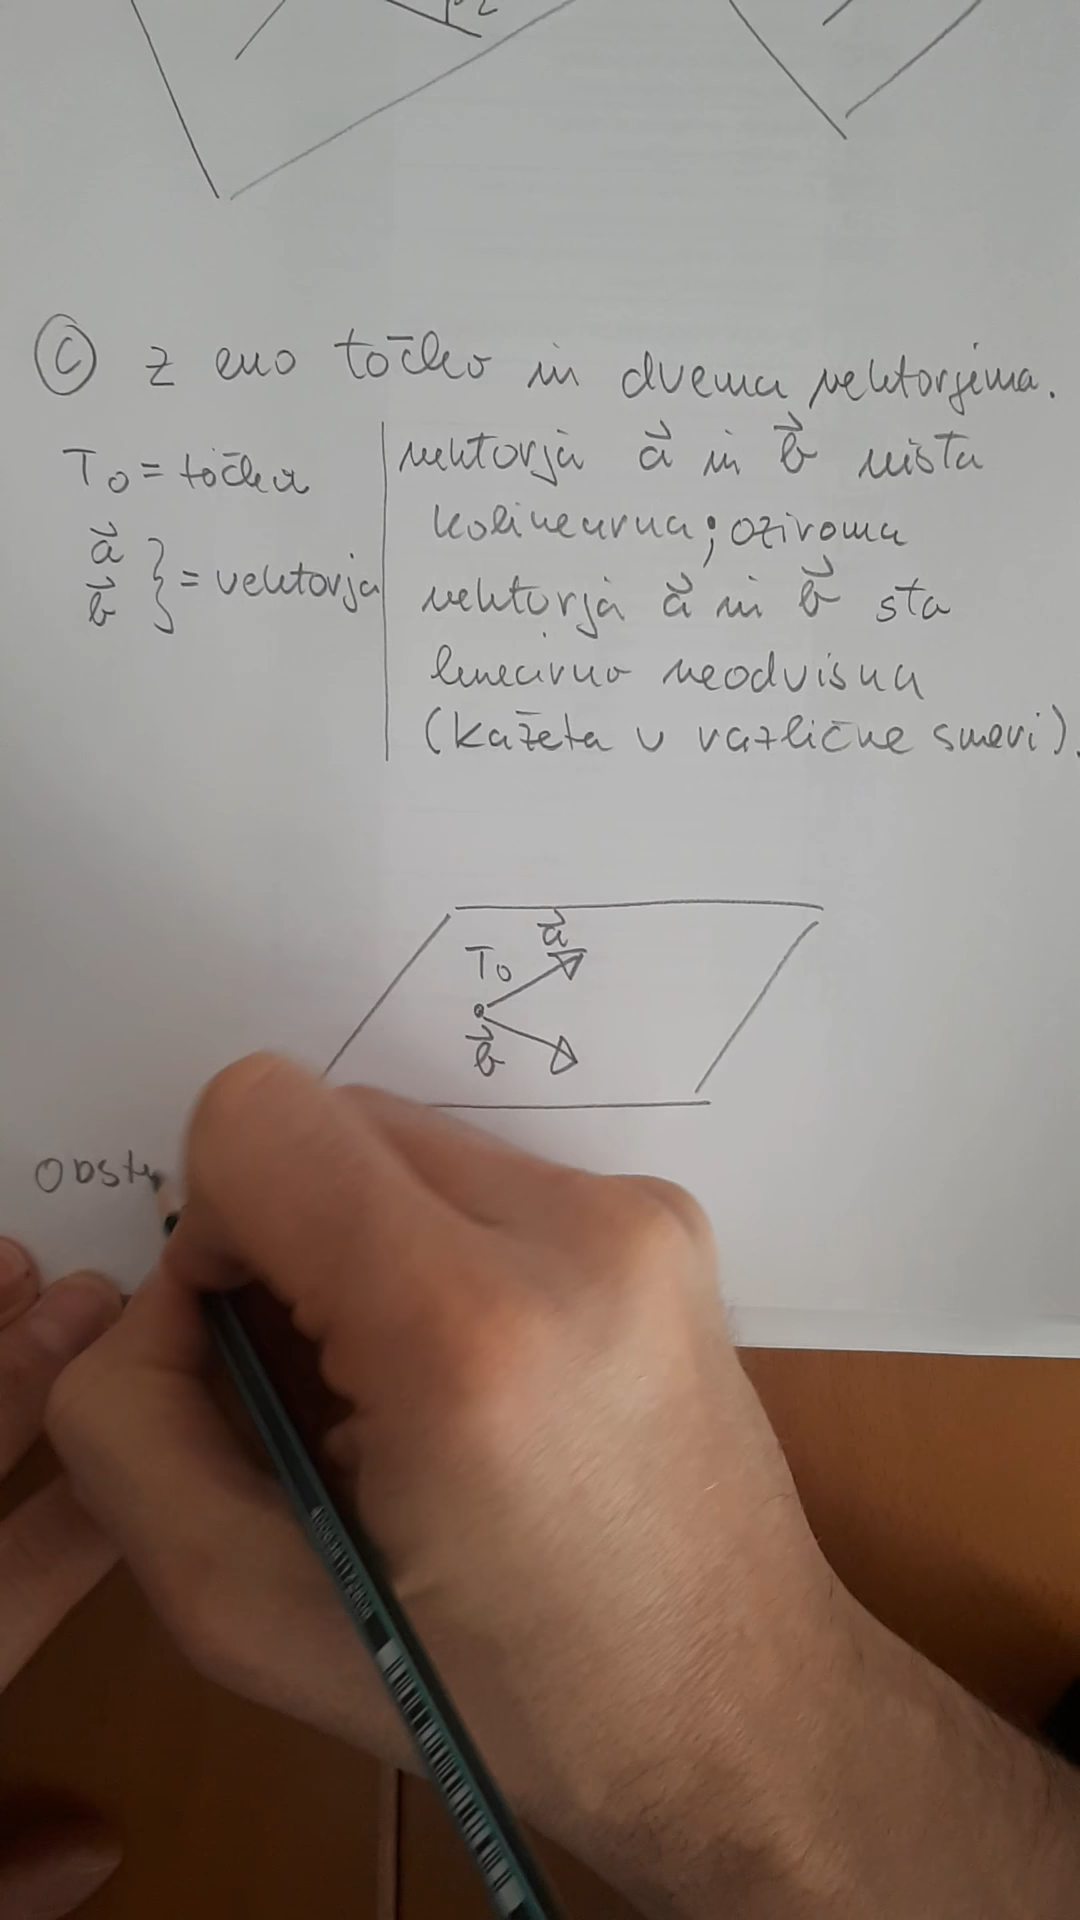 C z eno točko in dvema vektorjema.
T₀ = točka
a⃗
b⃗ } = vektorja
vektorja a⃗ in b⃗ nista
kolinearna; oziroma
vektorja a⃗ in b⃗ sta
linearno neodvisna
(kažeta v različne smeri).
a⃗
T₀
b⃗
Obst